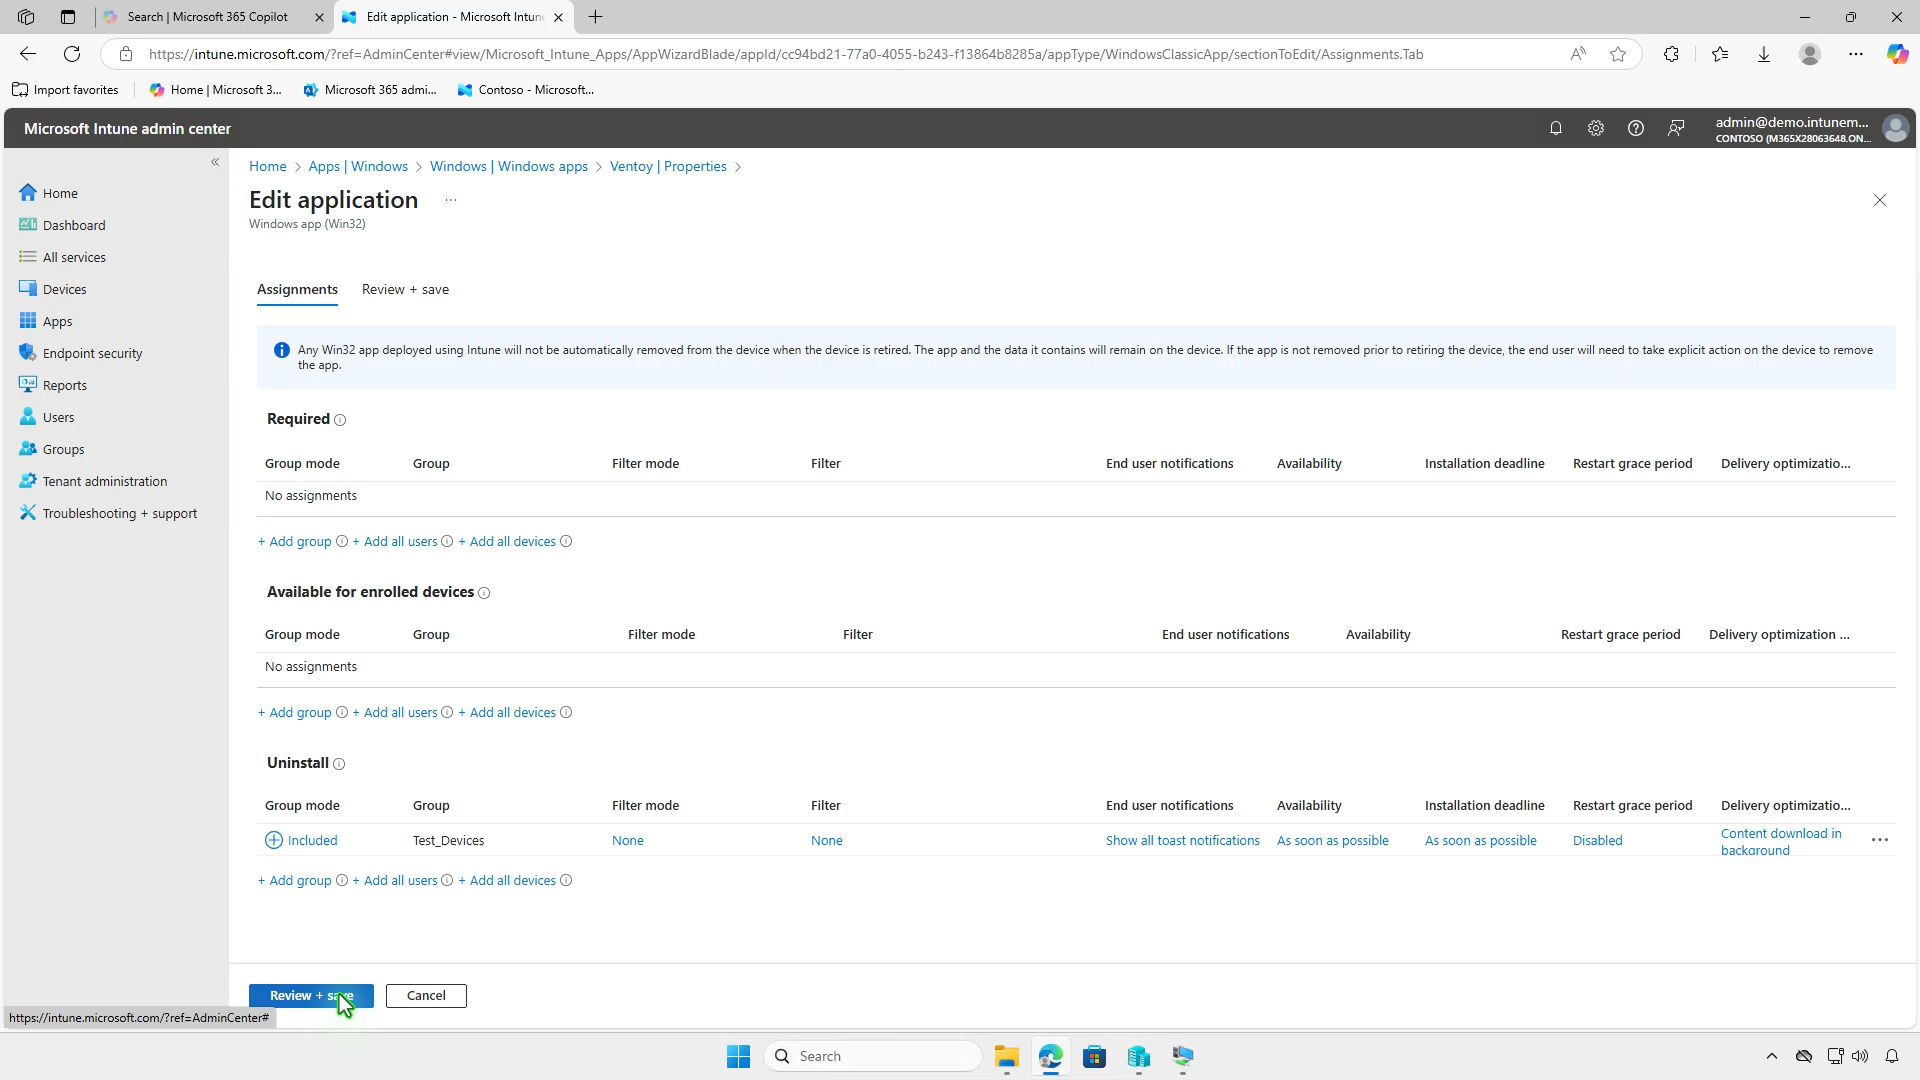 Search | Microsoft 365 Copilot
Edit application - Microsoft Intune
https://intune.microsoft.com/?ref=AdminCenter#view/Microsoft_Intune_Apps/AppWizardBlade/appId/cc94bd21-77a0-4055-b243-f13864b8285a/appType/WindowsClassicApp/sectionToEdit/Assignments.Tab
Import favorites
Home | Microsoft 3...
Microsoft 365 admi...
Contoso - Microsoft...
Microsoft Intune admin center
admin@demo.intunem...
CONTOSO (M365X28063648.ON...
Home
Dashboard
All services
Devices
Apps
Endpoint security
Reports
Users
Groups
Tenant administration
Troubleshooting + support
Home > Apps | Windows > Windows | Windows apps > Ventoy | Properties >
Edit application ...
Windows app (Win32)
Assignments Review + save
Any Win32 app deployed using Intune will not be automatically removed from the device when the device is retired. The app and the data it contains will remain on the device. If the app is not removed prior to retiring the device, the end user will need to take explicit action on the device to remove
the app.
Required
Group mode Group Filter mode Filter End user notifications Availability Installation deadline Restart grace period Delivery optimizatio...
No assignments
+ Add group + Add all users + Add all devices
Available for enrolled devices
Group mode Group Filter mode Filter End user notifications Availability Restart grace period Delivery optimization ...
No assignments
+ Add group + Add all users + Add all devices
Uninstall
Group mode Group Filter mode Filter End user notifications Availability Installation deadline Restart grace period Delivery optimizatio...
Included Test_Devices None None Show all toast notifications As soon as possible As soon as possible Disabled Content download in
background
+ Add group + Add all users + Add all devices
Review + save Cancel
https://intune.microsoft.com/?ref=AdminCenter#
Search